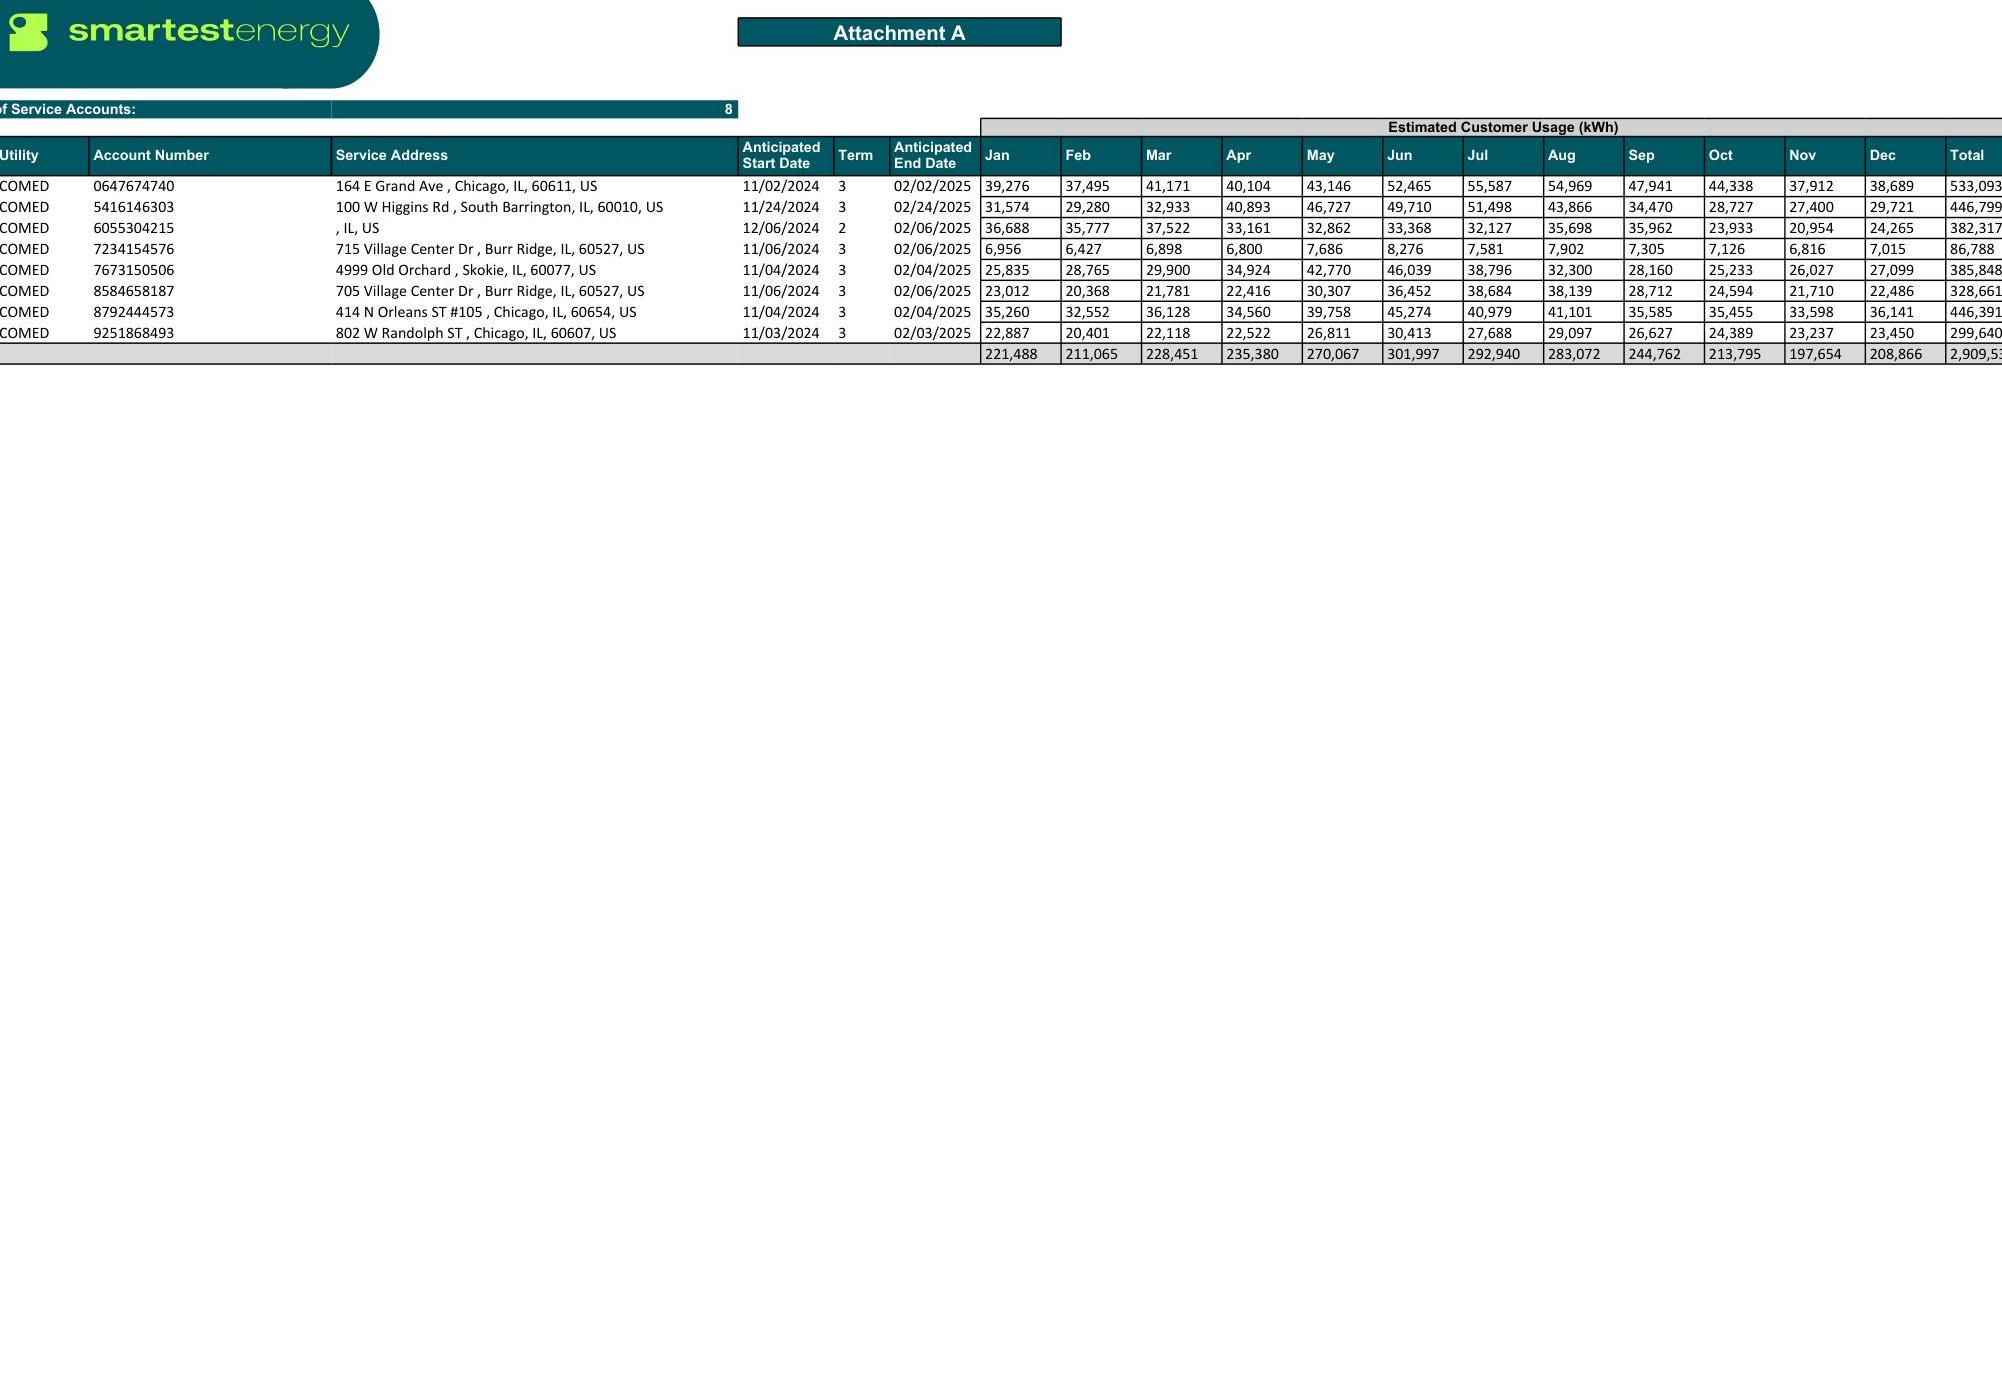 smartestenergy
Attachment A
of Service Accounts: 8
Estimated Customer Usage (kWh)
Utility Account Number Service Address Anticipated Start Date Term Anticipated End Date Jan Feb Mar Apr May Jun Jul Aug Sep Oct Nov Dec Total
COMED 0647674740 164 E Grand Ave , Chicago, IL, 60611, US 11/02/2024 3 02/02/2025 39,276 37,495 41,171 40,104 43,146 52,465 55,587 54,969 47,941 44,338 37,912 38,689 533,093
COMED 5416146303 100 W Higgins Rd , South Barrington, IL, 60010, US 11/24/2024 3 02/24/2025 31,574 29,280 32,933 40,893 46,727 49,710 51,498 43,866 34,470 28,727 27,400 29,721 446,799
COMED 6055304215 , IL, US 12/06/2024 2 02/06/2025 36,688 35,777 37,522 33,161 32,862 33,368 32,127 35,698 35,962 23,933 20,954 24,265 382,317
COMED 7234154576 715 Village Center Dr , Burr Ridge, IL, 60527, US 11/06/2024 3 02/06/2025 6,956 6,427 6,898 6,800 7,686 8,276 7,581 7,902 7,305 7,126 6,816 7,015 86,788
COMED 7673150506 4999 Old Orchard , Skokie, IL, 60077, US 11/04/2024 3 02/04/2025 25,835 28,765 29,900 34,924 42,770 46,039 38,796 32,300 28,160 25,233 26,027 27,099 385,848
COMED 8584658187 705 Village Center Dr , Burr Ridge, IL, 60527, US 11/06/2024 3 02/06/2025 23,012 20,368 21,781 22,416 30,307 36,452 38,684 38,139 28,712 24,594 21,710 22,486 328,661
COMED 8792444573 414 N Orleans ST #105 , Chicago, IL, 60654, US 11/04/2024 3 02/04/2025 35,260 32,552 36,128 34,560 39,758 45,274 40,979 41,101 35,585 35,455 33,598 36,141 446,391
COMED 9251868493 802 W Randolph ST , Chicago, IL, 60607, US 11/03/2024 3 02/03/2025 22,887 20,401 22,118 22,522 26,811 30,413 27,688 29,097 26,627 24,389 23,237 23,450 299,640
221,488 211,065 228,451 235,380 270,067 301,997 292,940 283,072 244,762 213,795 197,654 208,866